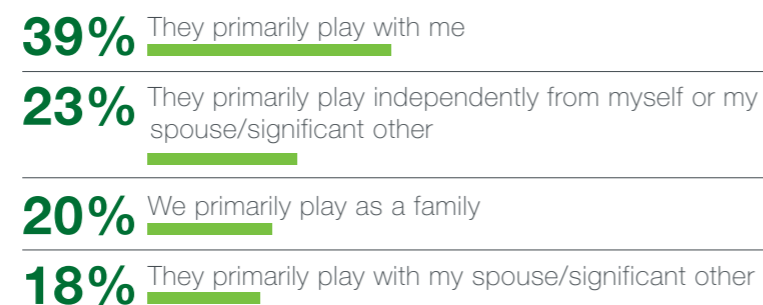 39% They primarily play with me
23% They primarily play independently from myself or my
spouse/significant other
20% We primarily play as a family
18% They primarily play with my spouse/significant other